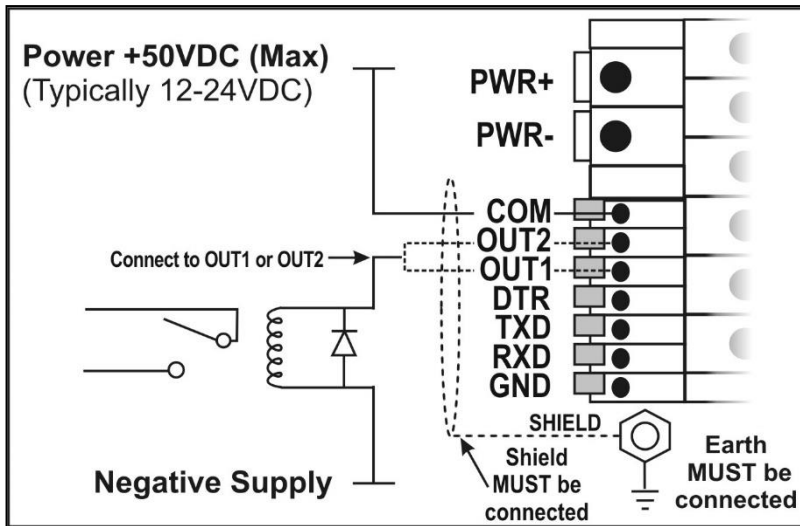 Power +50VDC (Max)
(Typically 12-24VDC)
PWR+
PWR-
COM
OUT2
Connect to OUT1 or OUT2
OUT1
DTR
TXD
RXD
GND
SHIELD
Shield
MUST be
connected
Earth
MUST be
connected
Negative Supply